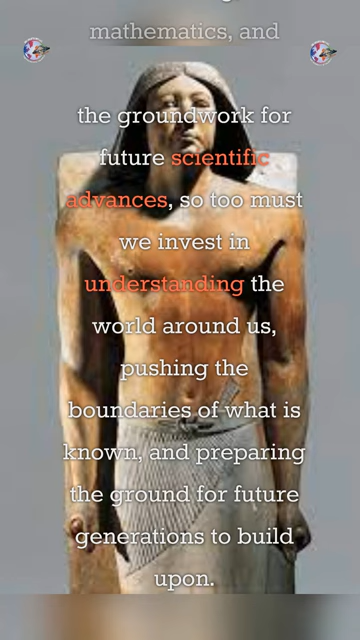 mathematics, and
the groundwork for
future scientific
advances, so too must
we invest in
understanding the
world around us,
pushing the
boundaries of what is
known, and preparing
the ground for future
generations to build
upon.